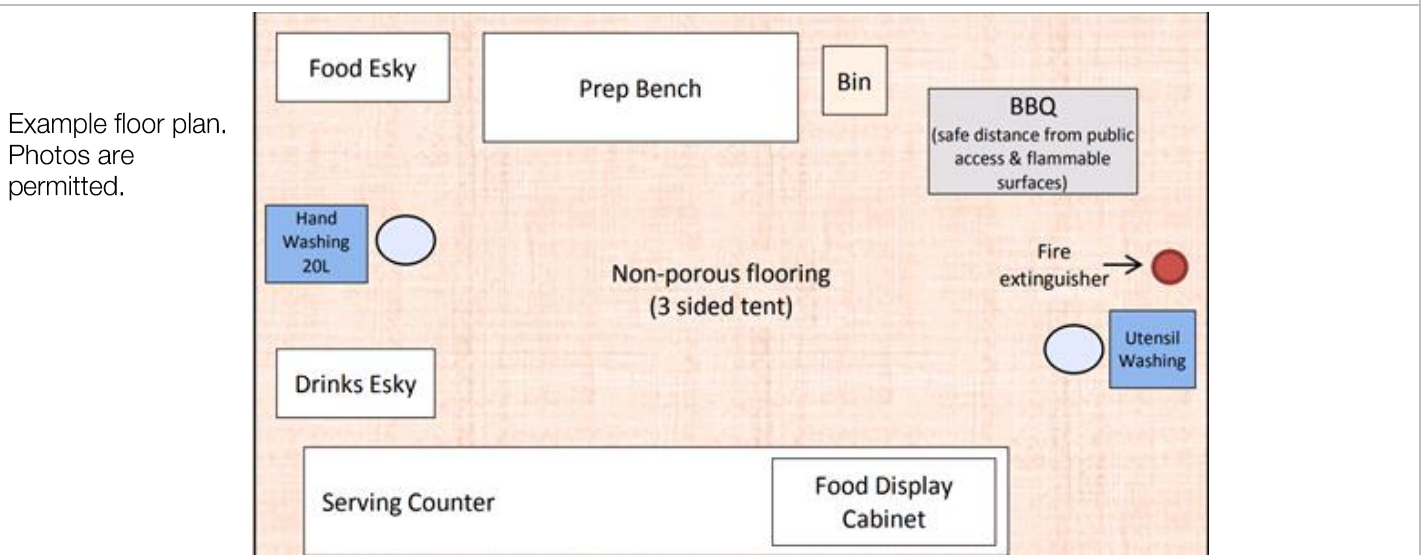 Example floor plan.
Photos are
permitted.
Food Esky
Prep Bench
Bin
BBQ
(safe distance from public
access & flammable
surfaces)
Hand
Washing
20L
Non-porous flooring
(3 sided tent)
Fire
extinguisher
Utensil
Washing
Drinks Esky
Serving Counter
Food Display
Cabinet